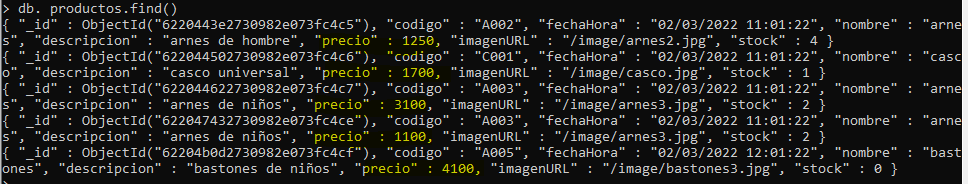 > db. productos.find()
{ "_id" : ObjectId("6220443e2730982e073fc4c5"), "codigo" : "A002", "fechaHora" : "02/03/2022 11:01:22", "nombre" : "arne
s", "descripcion" : "arnes de hombre", "precio" : 1250, "imagenURL" : "/image/arnes2.jpg", "stock" : 4 }
{ "_id" : ObjectId("622044502730982e073fc4c6"), "codigo" : "C001", "fechaHora" : "02/03/2022 11:01:22", "nombre" : "casc
o", "descripcion" : "casco universal", "precio" : 1700, "imagenURL" : "/image/casco.jpg", "stock" : 1 }
{ "_id" : ObjectId("622044622730982e073fc4c7"), "codigo" : "A003", "fechaHora" : "02/03/2022 11:01:22", "nombre" : "arne
s", "descripcion" : "arnes de niños", "precio" : 3100, "imagenURL" : "/image/arnes3.jpg", "stock" : 2 }
{ "_id" : ObjectId("622047432730982e073fc4ce"), "codigo" : "A003", "fechaHora" : "02/03/2022 11:01:22", "nombre" : "arne
s", "descripcion" : "arnes de niños", "precio" : 1100, "imagenURL" : "/image/arnes3.jpg", "stock" : 2 }
{ "_id" : ObjectId("62204b0d2730982e073fc4cf"), "codigo" : "A005", "fechaHora" : "02/03/2022 12:01:22", "nombre" : "bast
ones", "descripcion" : "bastones de niños", "precio" : 4100, "imagenURL" : "/image/bastones3.jpg", "stock" : 0 }